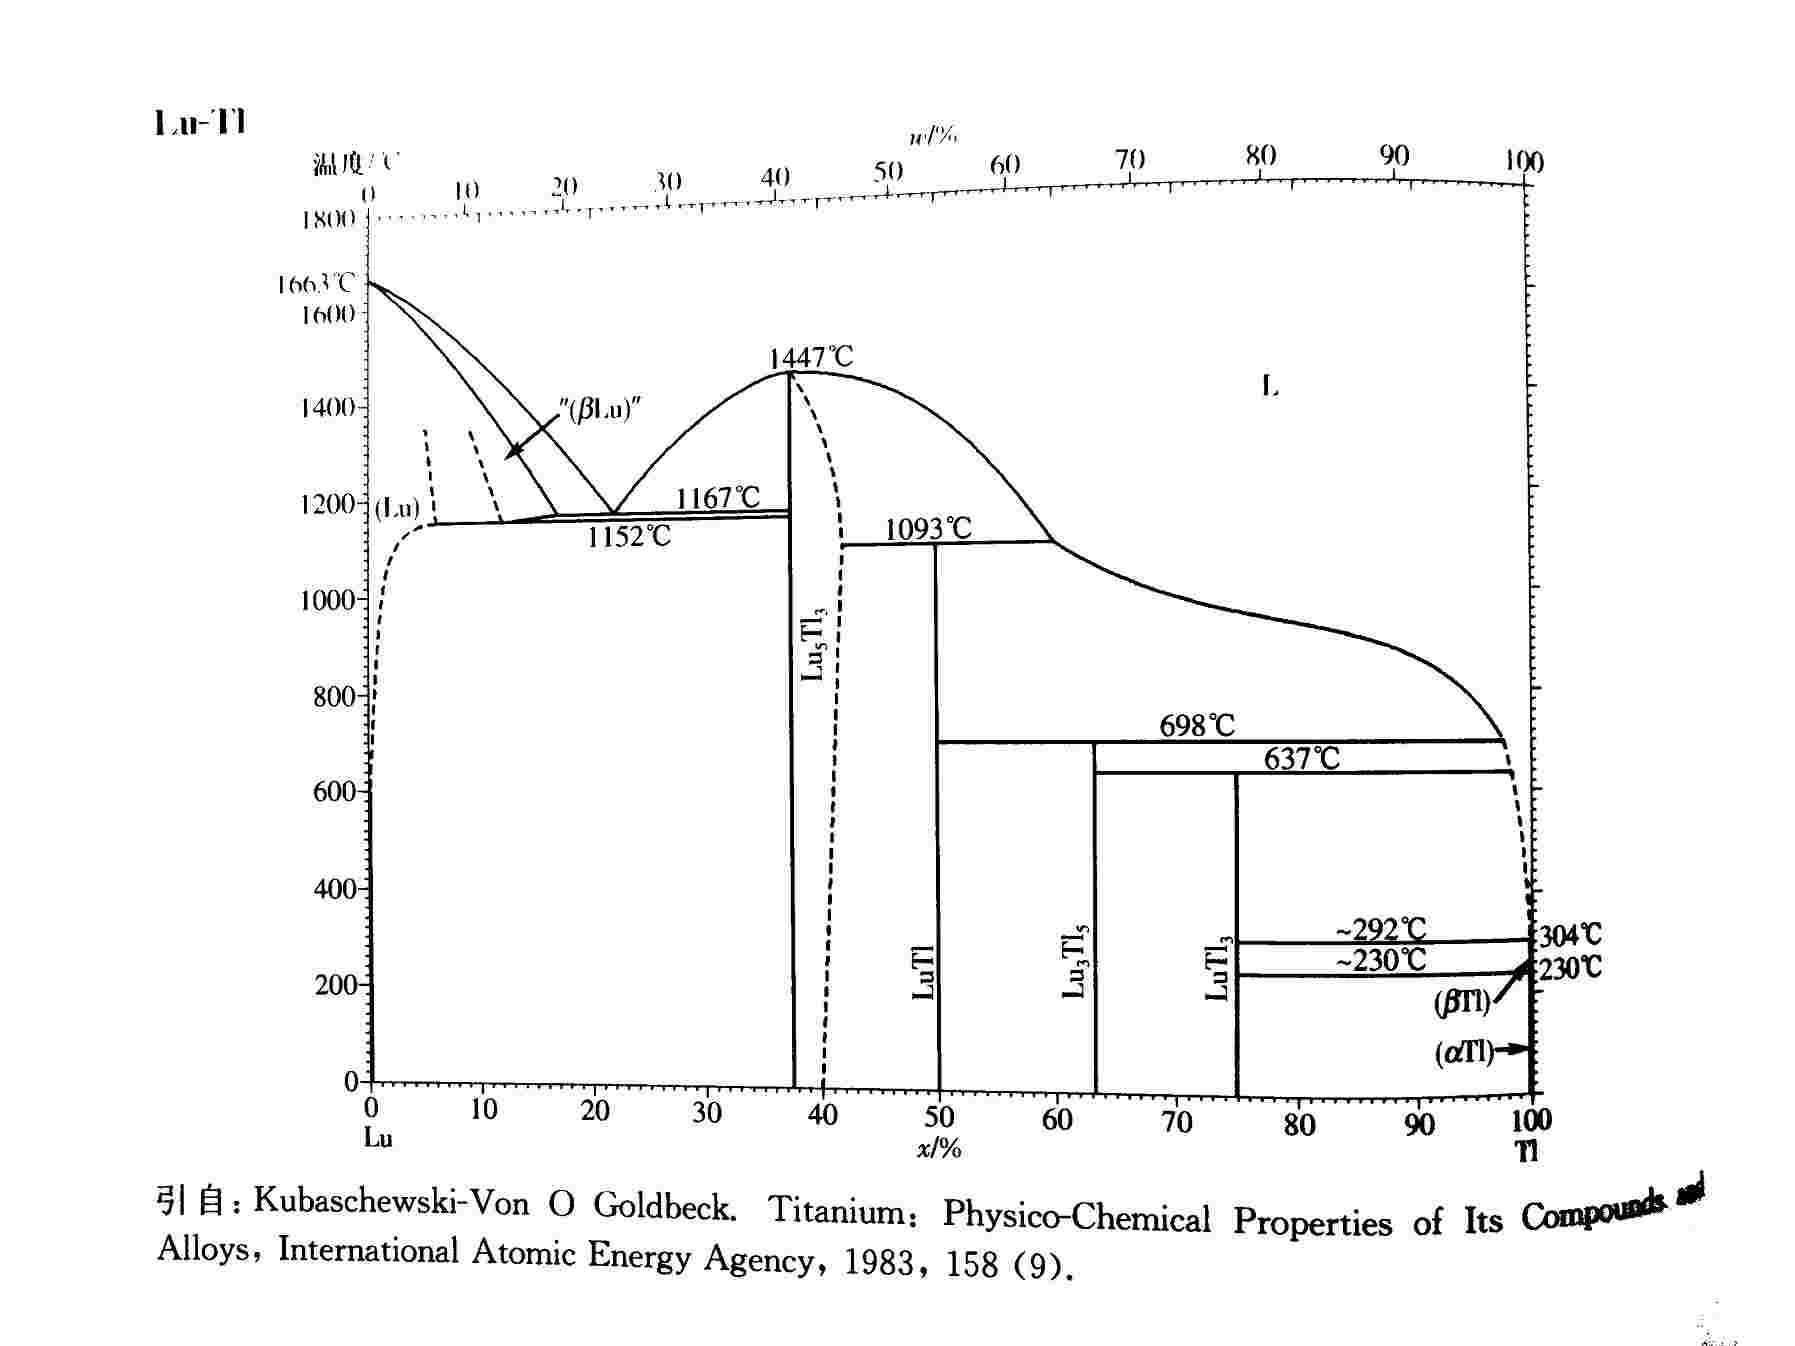 Lu-Tl
w/%
温度/℃
0 10 20 30 40 50 60 70 80 90 100
1800
1663℃
1600
1447℃
L
1400
"(βLu)"
1200
(Lu)
1167℃
1152℃
1093℃
1000
Lu₅Tl₃
800
698℃
637℃
600
400
~292℃
304℃
~230℃
230℃
LuTl
Lu₃Tl₅
LuTl₃
200
(βTl)
(αTl)
0
0 10 20 30 40 50 60 70 80 90 100
Lu
x/%
Tl
引自: Kubaschewski-Von O Goldbeck. Titanium: Physico-Chemical Properties of Its Compounds and
Alloys, International Atomic Energy Agency, 1983, 158 (9).